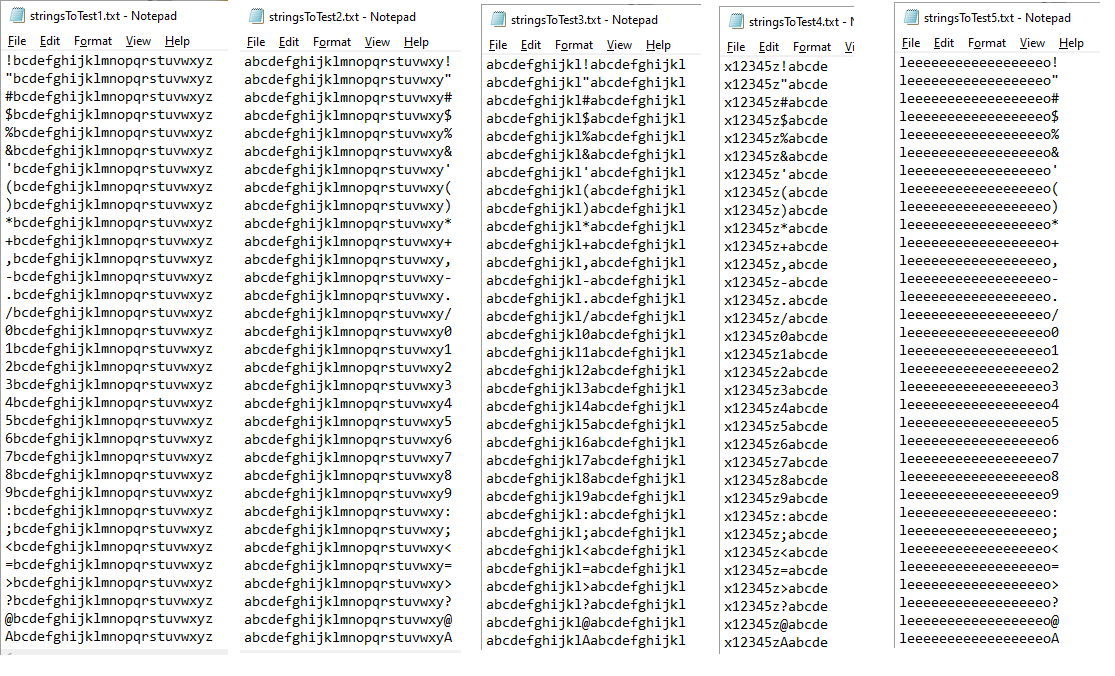 stringsToTest1.txt - Notepad
File Edit Format View Help
!bcdefghijklmnopqrstuvwxyz
"bcdefghijklmnopqrstuvwxyz
#bcdefghijklmnopqrstuvwxyz
$bcdefghijklmnopqrstuvwxyz
%bcdefghijklmnopqrstuvwxyz
&bcdefghijklmnopqrstuvwxyz
'bcdefghijklmnopqrstuvwxyz
(bcdefghijklmnopqrstuvwxyz
)bcdefghijklmnopqrstuvwxyz
*bcdefghijklmnopqrstuvwxyz
+bcdefghijklmnopqrstuvwxyz
,bcdefghijklmnopqrstuvwxyz
-bcdefghijklmnopqrstuvwxyz
.bcdefghijklmnopqrstuvwxyz
/bcdefghijklmnopqrstuvwxyz
0bcdefghijklmnopqrstuvwxyz
1bcdefghijklmnopqrstuvwxyz
2bcdefghijklmnopqrstuvwxyz
3bcdefghijklmnopqrstuvwxyz
4bcdefghijklmnopqrstuvwxyz
5bcdefghijklmnopqrstuvwxyz
6bcdefghijklmnopqrstuvwxyz
7bcdefghijklmnopqrstuvwxyz
8bcdefghijklmnopqrstuvwxyz
9bcdefghijklmnopqrstuvwxyz
:bcdefghijklmnopqrstuvwxyz
;bcdefghijklmnopqrstuvwxyz
<bcdefghijklmnopqrstuvwxyz
=bcdefghijklmnopqrstuvwxyz
>bcdefghijklmnopqrstuvwxyz
?bcdefghijklmnopqrstuvwxyz
@bcdefghijklmnopqrstuvwxyz
Abcdefghijklmnopqrstuvwxyz
stringsToTest2.txt - Notepad
File Edit Format View Help
abcdefghijklmnopqrstuvwxy!
abcdefghijklmnopqrstuvwxy"
abcdefghijklmnopqrstuvwxy#
abcdefghijklmnopqrstuvwxy$
abcdefghijklmnopqrstuvwxy%
abcdefghijklmnopqrstuvwxy&
abcdefghijklmnopqrstuvwxy'
abcdefghijklmnopqrstuvwxy(
abcdefghijklmnopqrstuvwxy)
abcdefghijklmnopqrstuvwxy*
abcdefghijklmnopqrstuvwxy+
abcdefghijklmnopqrstuvwxy,
abcdefghijklmnopqrstuvwxy-
abcdefghijklmnopqrstuvwxy.
abcdefghijklmnopqrstuvwxy/
abcdefghijklmnopqrstuvwxy0
abcdefghijklmnopqrstuvwxy1
abcdefghijklmnopqrstuvwxy2
abcdefghijklmnopqrstuvwxy3
abcdefghijklmnopqrstuvwxy4
abcdefghijklmnopqrstuvwxy5
abcdefghijklmnopqrstuvwxy6
abcdefghijklmnopqrstuvwxy7
abcdefghijklmnopqrstuvwxy8
abcdefghijklmnopqrstuvwxy9
abcdefghijklmnopqrstuvwxy:
abcdefghijklmnopqrstuvwxy;
abcdefghijklmnopqrstuvwxy<
abcdefghijklmnopqrstuvwxy=
abcdefghijklmnopqrstuvwxy>
abcdefghijklmnopqrstuvwxy?
abcdefghijklmnopqrstuvwxy@
abcdefghijklmnopqrstuvwxyA
stringsToTest3.txt - Notepad
File Edit Format View Help
abcdefghijkl!abcdefghijkl
abcdefghijkl"abcdefghijkl
abcdefghijkl#abcdefghijkl
abcdefghijkl$abcdefghijkl
abcdefghijkl%abcdefghijkl
abcdefghijkl&abcdefghijkl
abcdefghijkl'abcdefghijkl
abcdefghijkl(abcdefghijkl
abcdefghijkl)abcdefghijkl
abcdefghijkl*abcdefghijkl
abcdefghijkl+abcdefghijkl
abcdefghijkl,abcdefghijkl
abcdefghijkl-abcdefghijkl
abcdefghijkl.abcdefghijkl
abcdefghijkl/abcdefghijkl
abcdefghijkl0abcdefghijkl
abcdefghijkl1abcdefghijkl
abcdefghijkl2abcdefghijkl
abcdefghijkl3abcdefghijkl
abcdefghijkl4abcdefghijkl
abcdefghijkl5abcdefghijkl
abcdefghijkl6abcdefghijkl
abcdefghijkl7abcdefghijkl
abcdefghijkl8abcdefghijkl
abcdefghijkl9abcdefghijkl
abcdefghijkl:abcdefghijkl
abcdefghijkl;abcdefghijkl
abcdefghijkl<abcdefghijkl
abcdefghijkl=abcdefghijkl
abcdefghijkl>abcdefghijkl
abcdefghijkl?abcdefghijkl
abcdefghijkl@abcdefghijkl
abcdefghijklAabcdefghijkl
stringsToTest4.txt -
File Edit Format Vi
x12345z!abcde
x12345z"abcde
x12345z#abcde
x12345z$abcde
x12345z%abcde
x12345z&abcde
x12345z'abcde
x12345z(abcde
x12345z)abcde
x12345z*abcde
x12345z+abcde
x12345z,abcde
x12345z-abcde
x12345z.abcde
x12345z/abcde
x12345z0abcde
x12345z1abcde
x12345z2abcde
x12345z3abcde
x12345z4abcde
x12345z5abcde
x12345z6abcde
x12345z7abcde
x12345z8abcde
x12345z9abcde
x12345z:abcde
x12345z;abcde
x12345z<abcde
x12345z=abcde
x12345z>abcde
x12345z?abcde
x12345z@abcde
x12345zAabcde
stringsToTest5.txt - Notepad
File Edit Format View Help
leeeeeeeeeeeeeeeeeo!
leeeeeeeeeeeeeeeeeo"
leeeeeeeeeeeeeeeeeo#
leeeeeeeeeeeeeeeeeo$
leeeeeeeeeeeeeeeeeo%
leeeeeeeeeeeeeeeeeo&
leeeeeeeeeeeeeeeeeo'
leeeeeeeeeeeeeeeeeo(
leeeeeeeeeeeeeeeeeo)
leeeeeeeeeeeeeeeeeo*
leeeeeeeeeeeeeeeeeo+
leeeeeeeeeeeeeeeeeo,
leeeeeeeeeeeeeeeeeo-
leeeeeeeeeeeeeeeeeo.
leeeeeeeeeeeeeeeeeo/
leeeeeeeeeeeeeeeeeo0
leeeeeeeeeeeeeeeeeo1
leeeeeeeeeeeeeeeeeo2
leeeeeeeeeeeeeeeeeo3
leeeeeeeeeeeeeeeeeo4
leeeeeeeeeeeeeeeeeo5
leeeeeeeeeeeeeeeeeo6
leeeeeeeeeeeeeeeeeo7
leeeeeeeeeeeeeeeeeo8
leeeeeeeeeeeeeeeeeo9
leeeeeeeeeeeeeeeeeo:
leeeeeeeeeeeeeeeeeo;
leeeeeeeeeeeeeeeeeo<
leeeeeeeeeeeeeeeeeo=
leeeeeeeeeeeeeeeeeo>
leeeeeeeeeeeeeeeeeo?
leeeeeeeeeeeeeeeeeo@
leeeeeeeeeeeeeeeeeoA